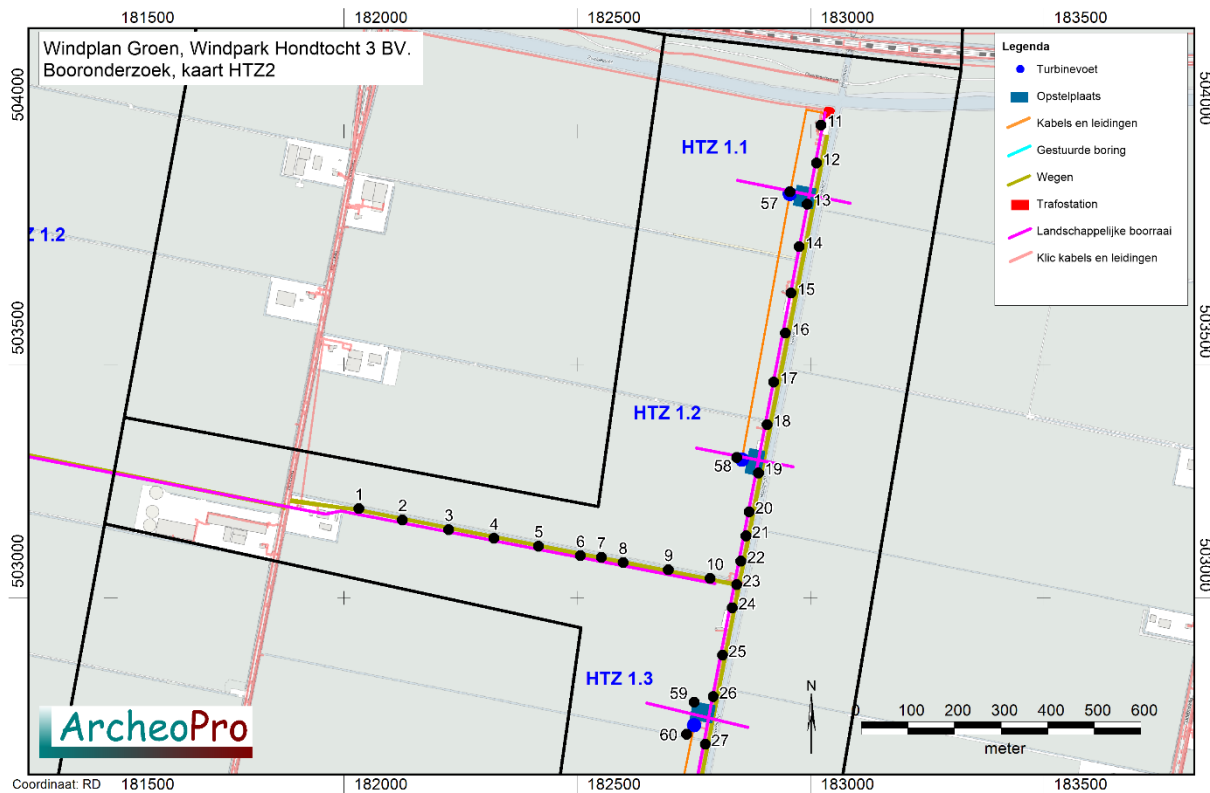 181500 182000 182500 183000 183500
Windplan Groen, Windpark Hondtocht 3 BV.
Booronderzoek, kaart HTZ2
504000
503500
503000
504000
503500
503000
Legenda
Turbinevoet
Opstelplaats
Kabels en leidingen
Gestuurde boring
Wegen
Trafostation
Landschappelijke boorraai
Klic kabels en leidingen
HTZ 1.1
11
12
57
13
Z 1.2
14
15
16
17
HTZ 1.2
18
58
19
1
2
3
4
5
6
7
8
9
10
20
21
22
23
24
25
HTZ 1.3
59
26
60
27
N
0 100 200 300 400 500 600
meter
ArcheoPro
Coordinaat: RD
181500 182000 182500 183000 183500